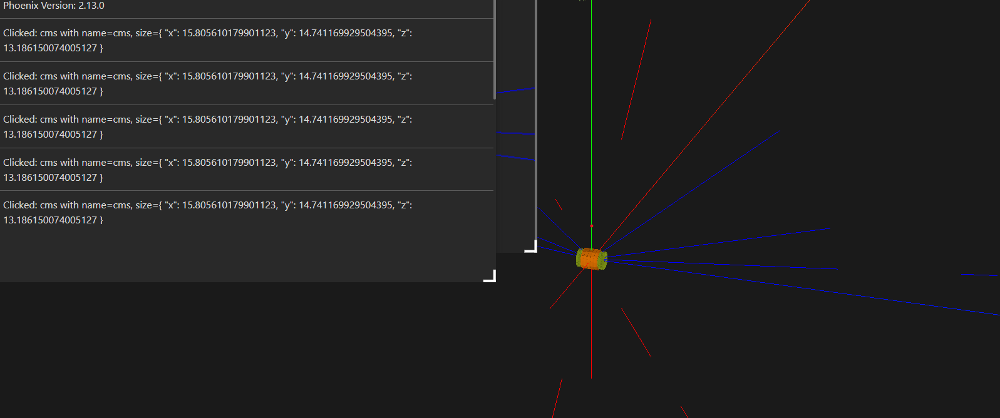 Phoenix Version: 2.13.0
Clicked: cms with name=cms, size={ "x": 15.805610179901123, "y": 14.741169929504395, "z":
13.186150074005127 }
Clicked: cms with name=cms, size={ "x": 15.805610179901123, "y": 14.741169929504395, "z":
13.186150074005127 }
Clicked: cms with name=cms, size={ "x": 15.805610179901123, "y": 14.741169929504395, "z":
13.186150074005127 }
Clicked: cms with name=cms, size={ "x": 15.805610179901123, "y": 14.741169929504395, "z":
13.186150074005127 }
Clicked: cms with name=cms, size={ "x": 15.805610179901123, "y": 14.741169929504395, "z":
13.186150074005127 }